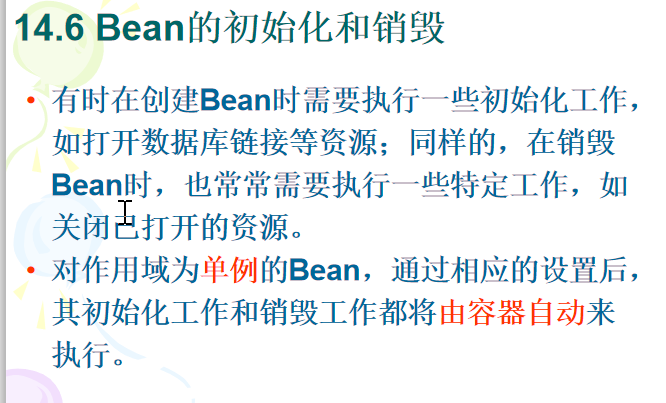 14.6 Bean的初始化和销毁
• 有时在创建Bean时需要执行一些初始化工作，
如打开数据库链接等资源；同样的，在销毁
Bean时，也常常需要执行一些特定工作，如
关闭已打开的资源。
• 对作用域为单例的Bean，通过相应的设置后，
其初始化工作和销毁工作都将由容器自动来
执行。